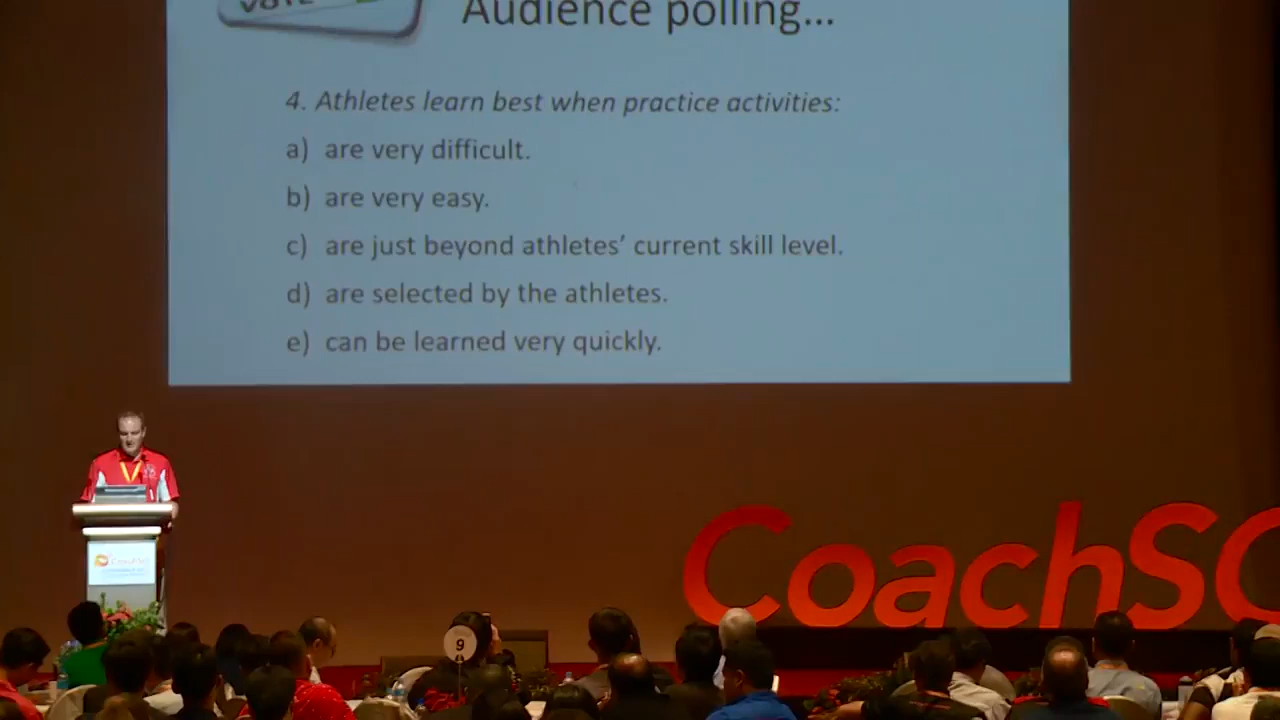 VOTE
Audience polling...
4. Athletes learn best when practice activities:
a) are very difficult.
b) are very easy.
c) are just beyond athletes’ current skill level.
d) are selected by the athletes.
e) can be learned very quickly.
CoachSG
9